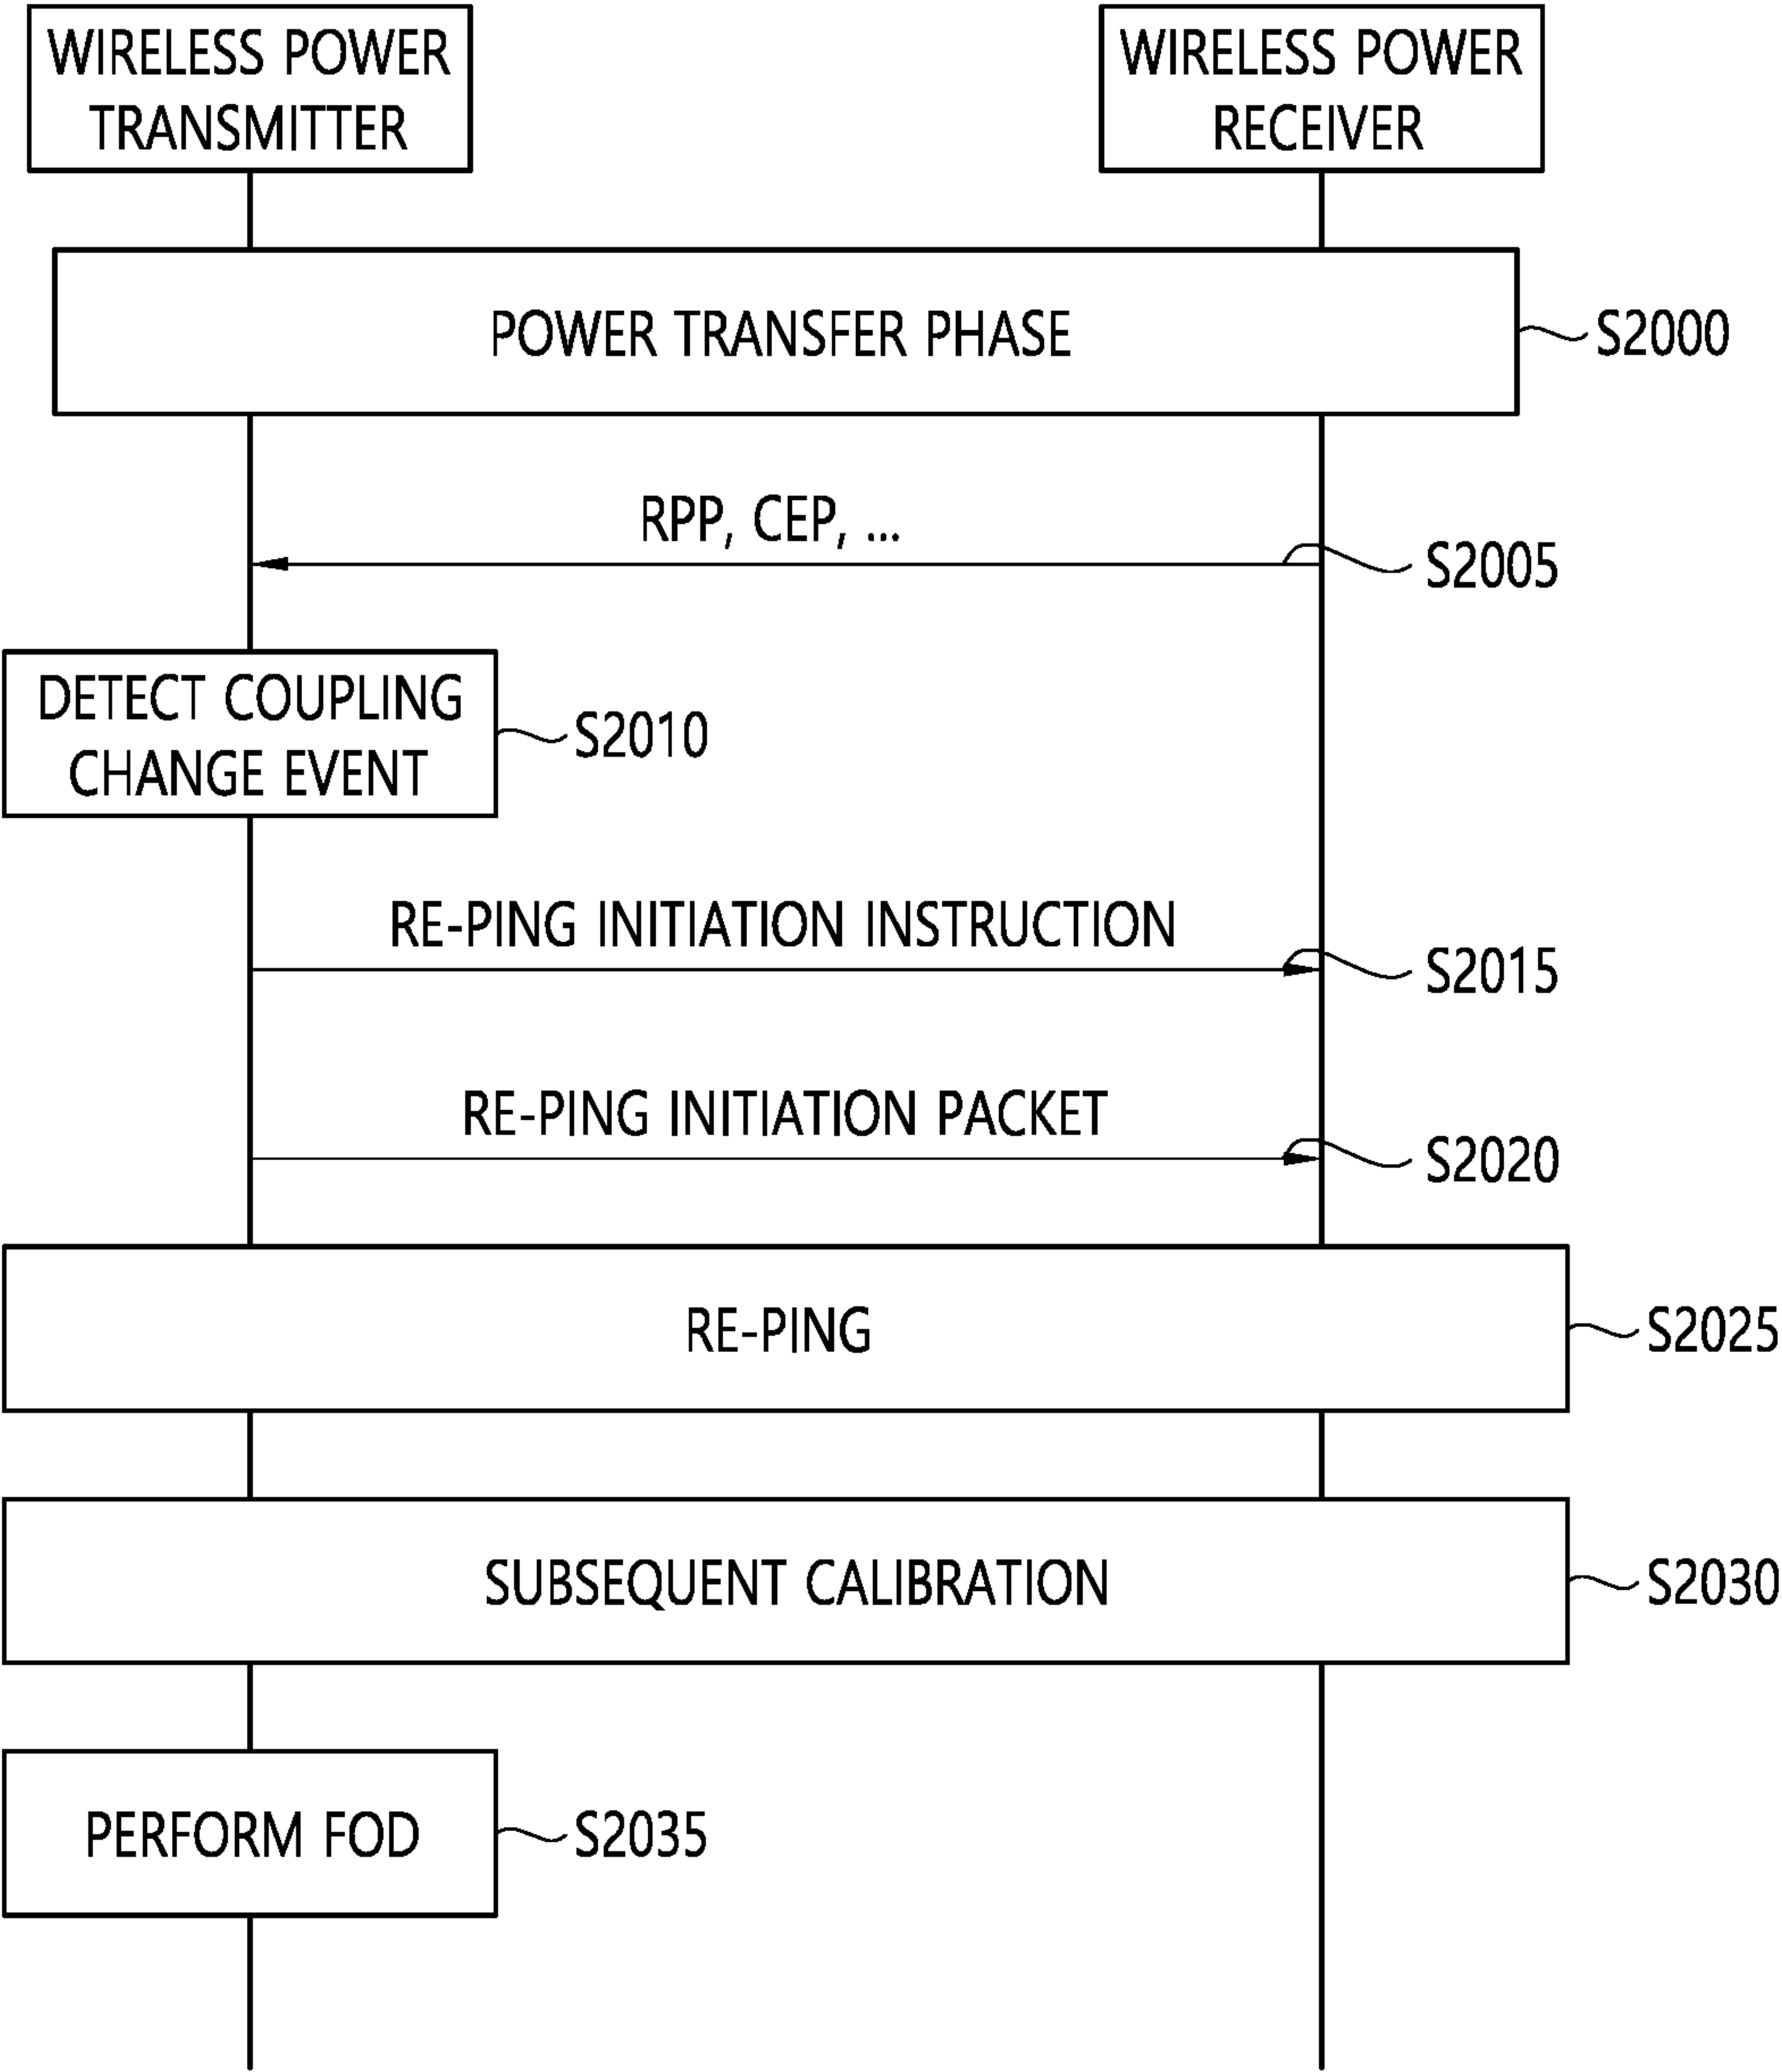 WIRELESS POWER
TRANSMITTER
WIRELESS POWER
RECEIVER
POWER TRANSFER PHASE
S2000
RPP, CEP, ...
S2005
DETECT COUPLING
CHANGE EVENT
S2010
RE-PING INITIATION INSTRUCTION
S2015
RE-PING INITIATION PACKET
S2020
RE-PING
S2025
SUBSEQUENT CALIBRATION
S2030
PERFORM FOD
S2035